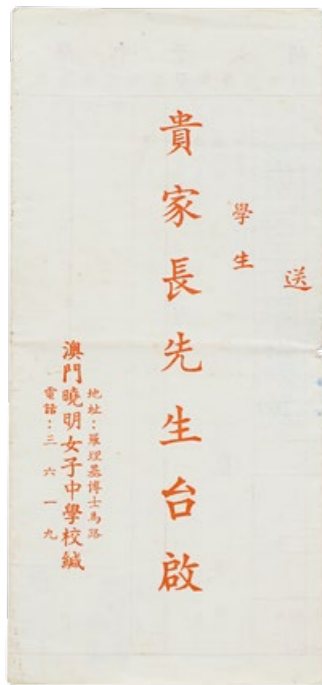 送
學生
貴家長先生台啟
地址：羅理基博士馬路
澳門曉明女子中學校緘
電話：三六一九